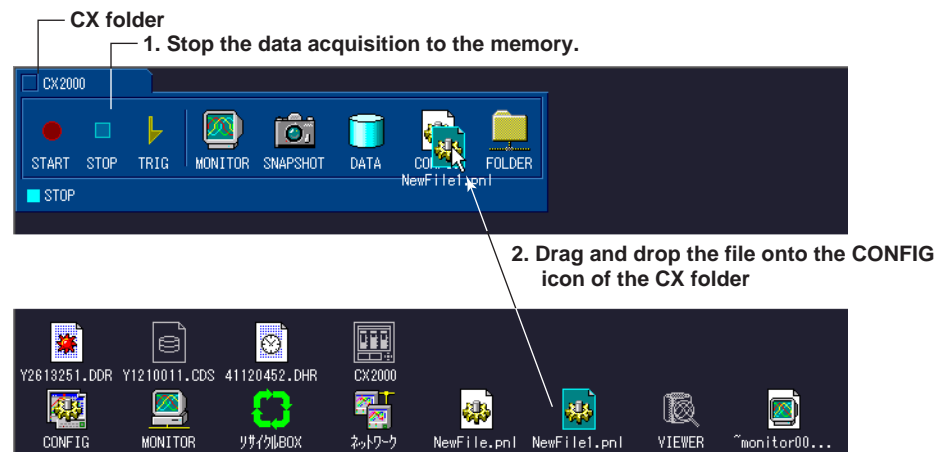 CX folder
1. Stop the data acquisition to the memory.
CX2000
START STOP TRIG MONITOR SNAPSHOT DATA FOLDER
NewFile1.pnl
STOP
2. Drag and drop the file onto the CONFIG
icon of the CX folder
Y2613251.DDR Y1210011.CDS 41120452.DHR CX2000
CONFIG MONITOR リサイクルBOX ネットワーク NewFile.pnl NewFile1.pnl VIEWER ~monitor00...